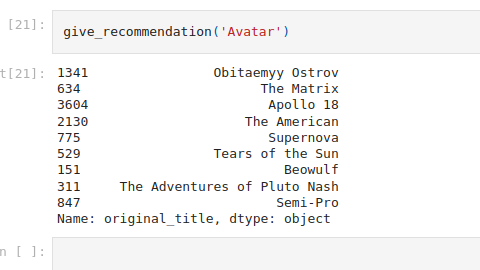 [21]: give_recommendation('Avatar')
t[21]: 1341 Obitaemyy Ostrov
634 The Matrix
3604 Apollo 18
2130 The American
775 Supernova
529 Tears of the Sun
151 Beowulf
311 The Adventures of Pluto Nash
847 Semi-Pro
Name: original_title, dtype: object
n [ ]: